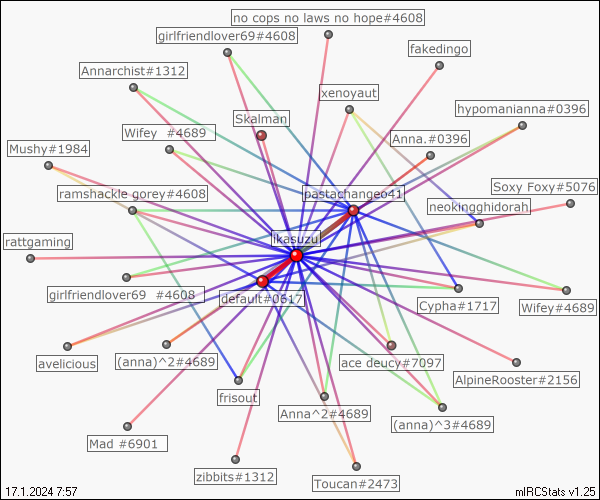 no cops no laws no hope#4608
girlfriendlover69#4608
fakedingo
Annarchist#1312
xenoyaut
hypomanianna#0396
Skalman
Wifey  #4689
Anna.#0396
Mushy#1984
ramshackle gorey#4608
pastachangeo41
Soxy Foxy#5076
neokingghidorah
rattgaming
ikasuzu
girlfriendlover69  #4608
default#0617
Cypha#1717
Wifey#4689
avelicious
(anna)^2#4689
ace deucy#7097
AlpineRooster#2156
frisout
Anna^2#4689
(anna)^3#4689
Mad #6901
zibbits#1312
Toucan#2473
17.1.2024 7:57
mIRCStats v1.25